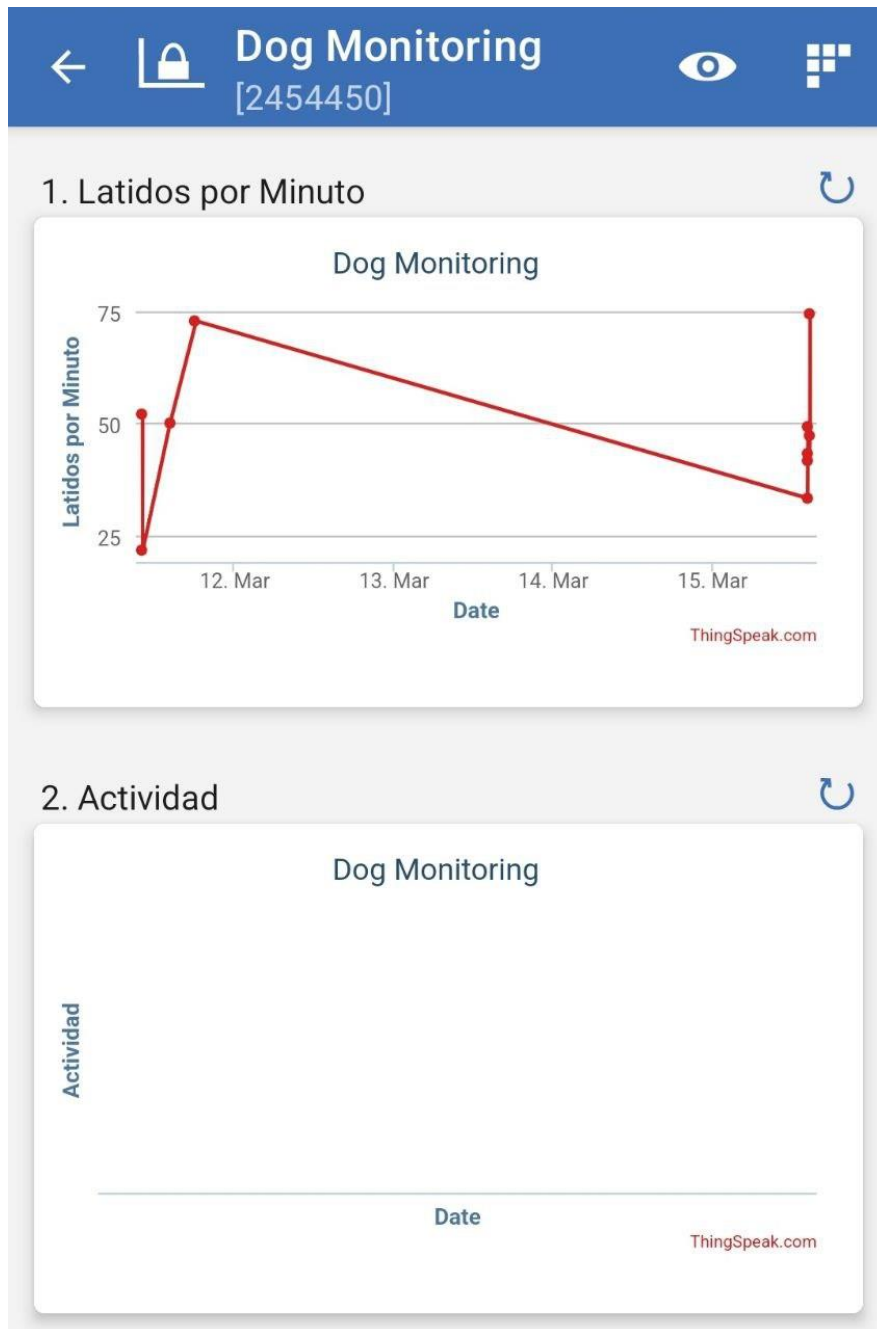 Dog Monitoring
[2454450]
1. Latidos por Minuto
Dog Monitoring
Latidos por Minuto
75
50
25
12. Mar 13. Mar 14. Mar 15. Mar
Date
ThingSpeak.com
2. Actividad
Dog Monitoring
Actividad
Date
ThingSpeak.com